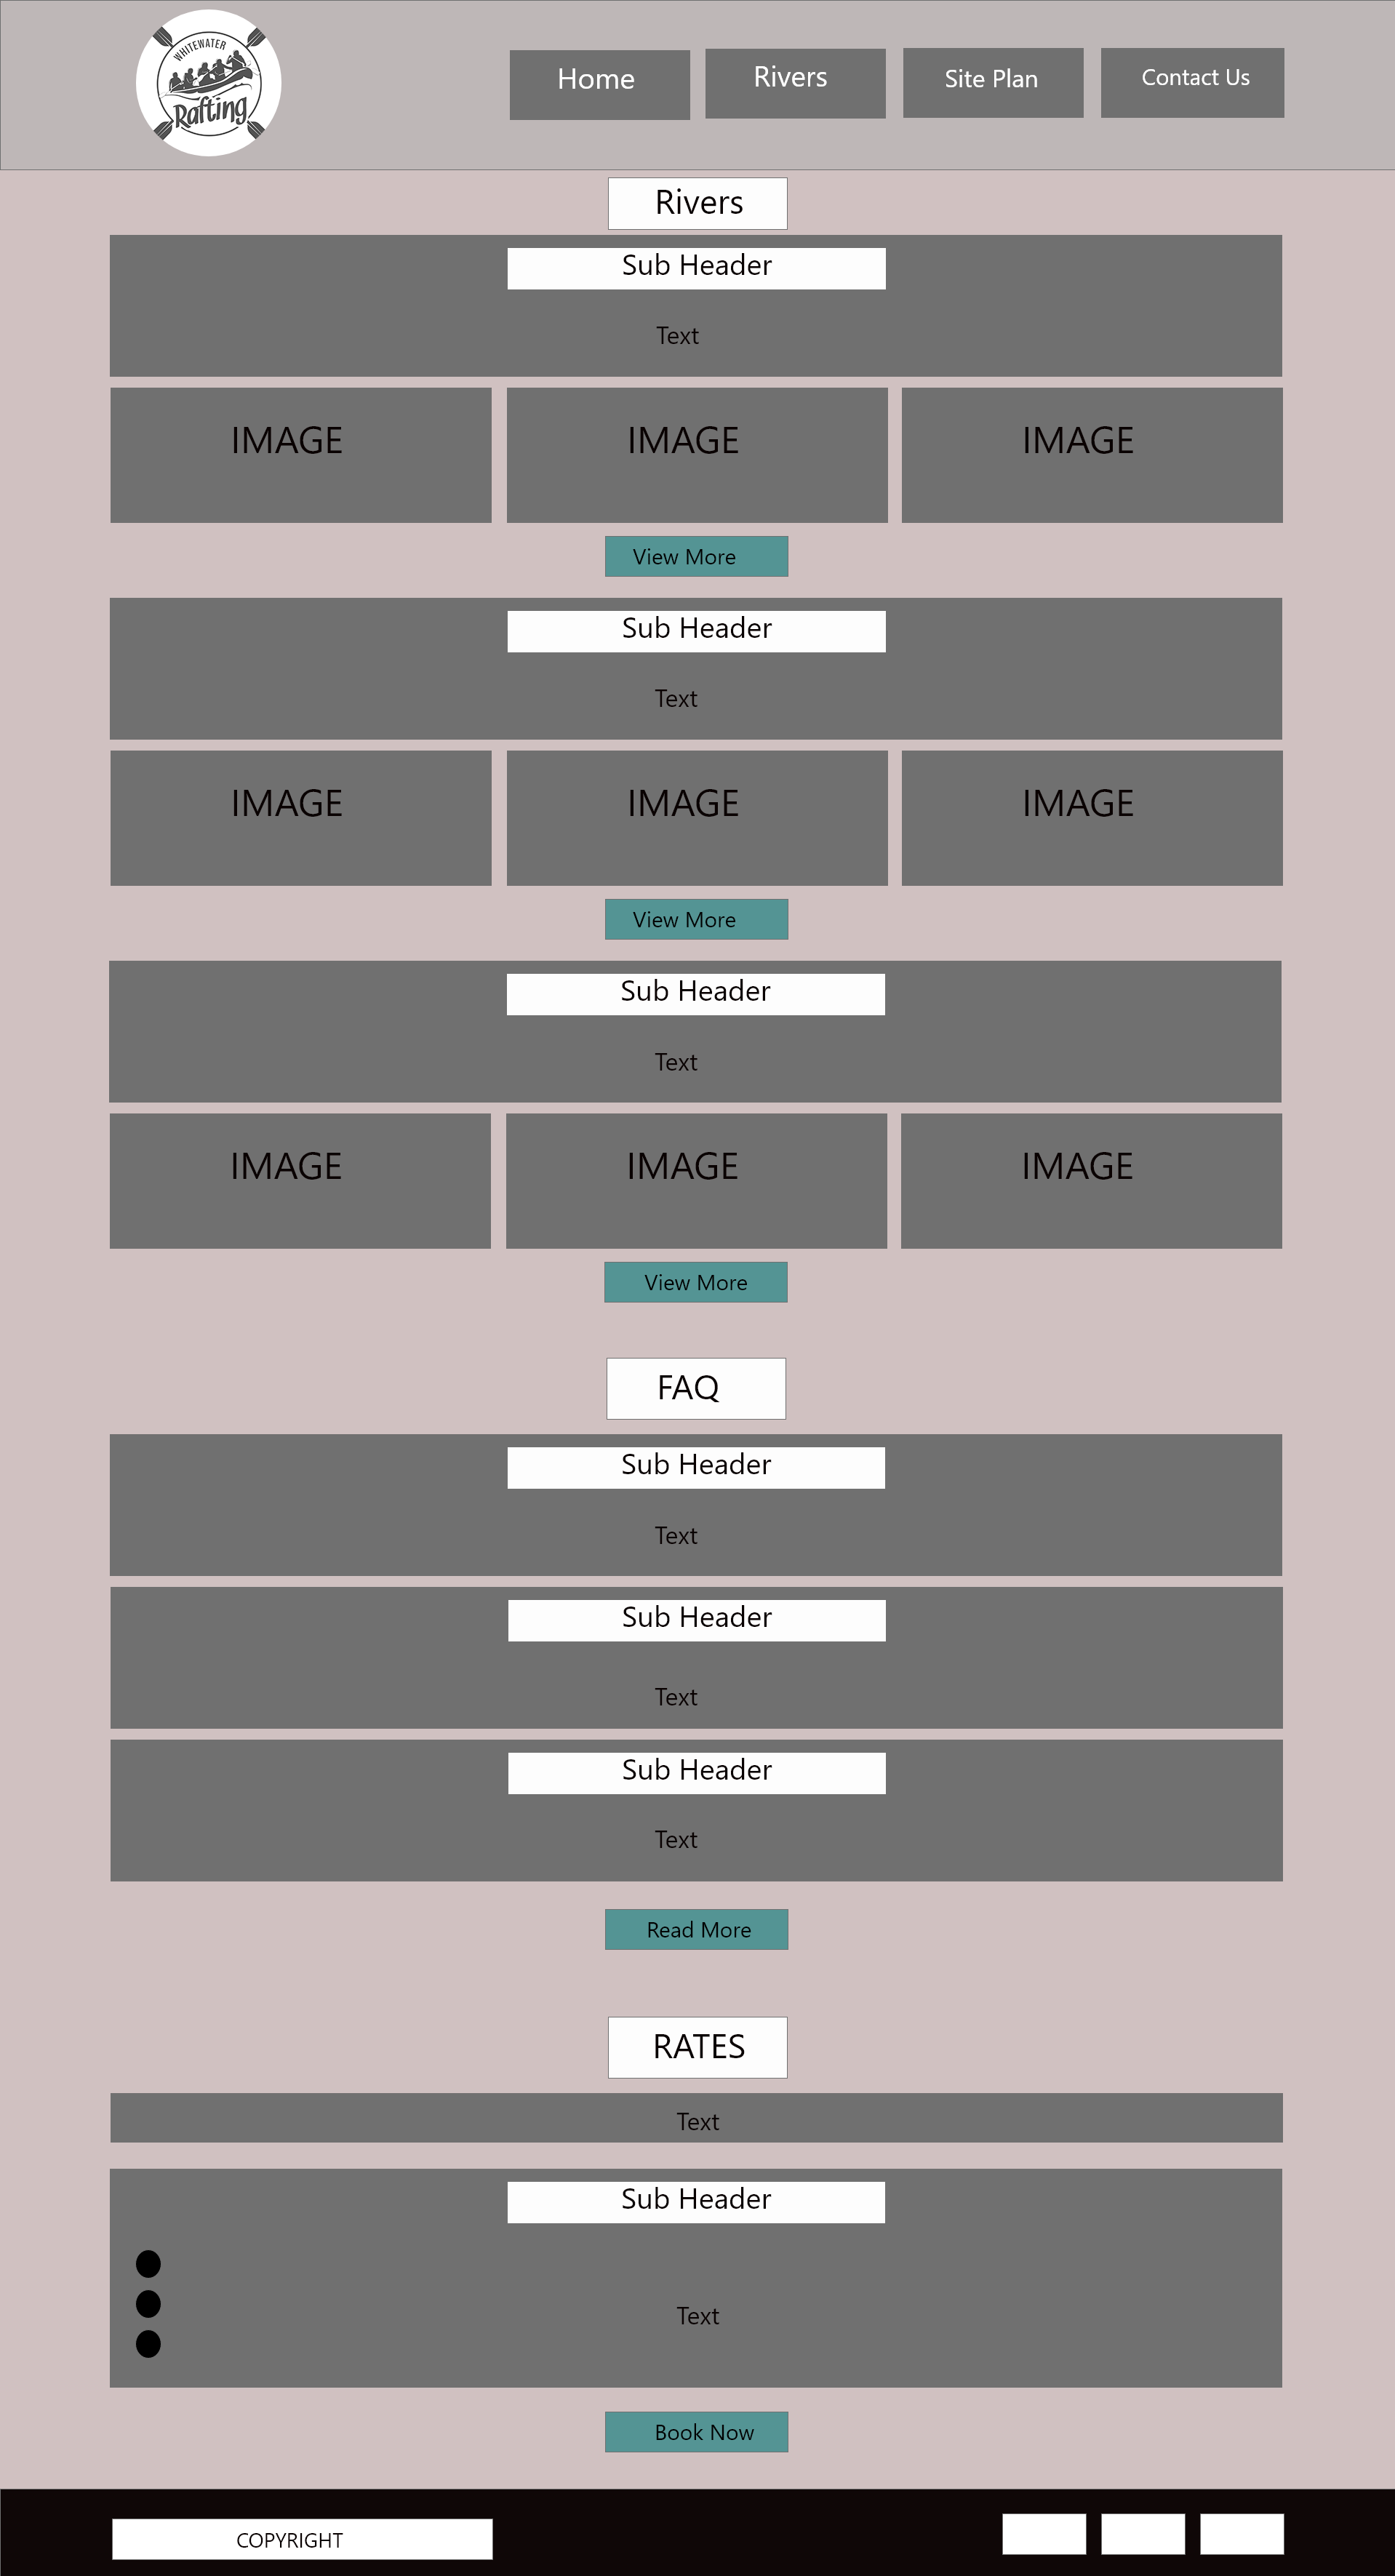 WHITEWATER
Rafting
Home
Rivers
Site Plan
Contact Us
Rivers
Sub Header
Text
IMAGE
IMAGE
IMAGE
View More
Sub Header
Text
IMAGE
IMAGE
IMAGE
View More
Sub Header
Text
IMAGE
IMAGE
IMAGE
View More
FAQ
Sub Header
Text
Sub Header
Text
Sub Header
Text
Read More
RATES
Text
Sub Header
Text
Book Now
COPYRIGHT